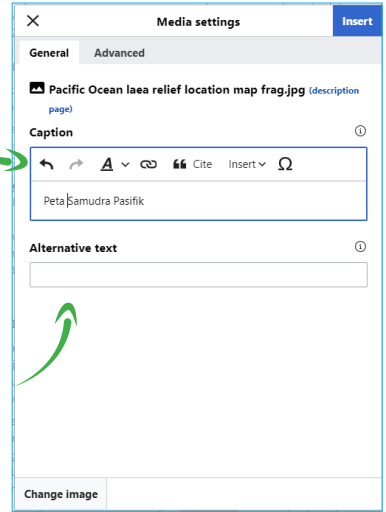 Media settings
Insert
General Advanced
Pacific Ocean laea relief location map frag.jpg (description
page)
Caption
A Cite Insert Ω
Peta Samudra Pasifik
Alternative text
Change image